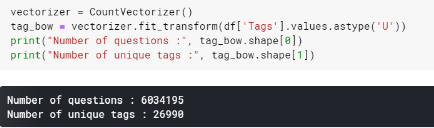 vectorizer = CountVectorizer()
tag_bow = vectorizer.fit_transform(df['Tags'].values.astype('U'))
print("Number of questions :", tag_bow.shape[0])
print("Number of unique tags :", tag_bow.shape[1])
Number of questions : 6034195
Number of unique tags : 26990